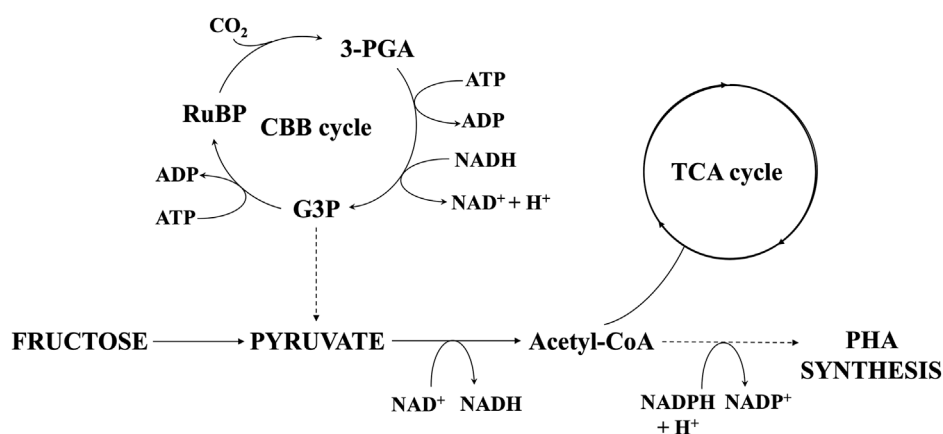 CO₂
3-PGA
ATP
RuBP
CBB cycle
ADP
NADH
TCA cycle
ADP
ATP
G3P
NAD⁺ + H⁺
FRUCTOSE
PYRUVATE
Acetyl-CoA
PHA
SYNTHESIS
NAD⁺
NADH
NADPH
+ H⁺
NADP⁺